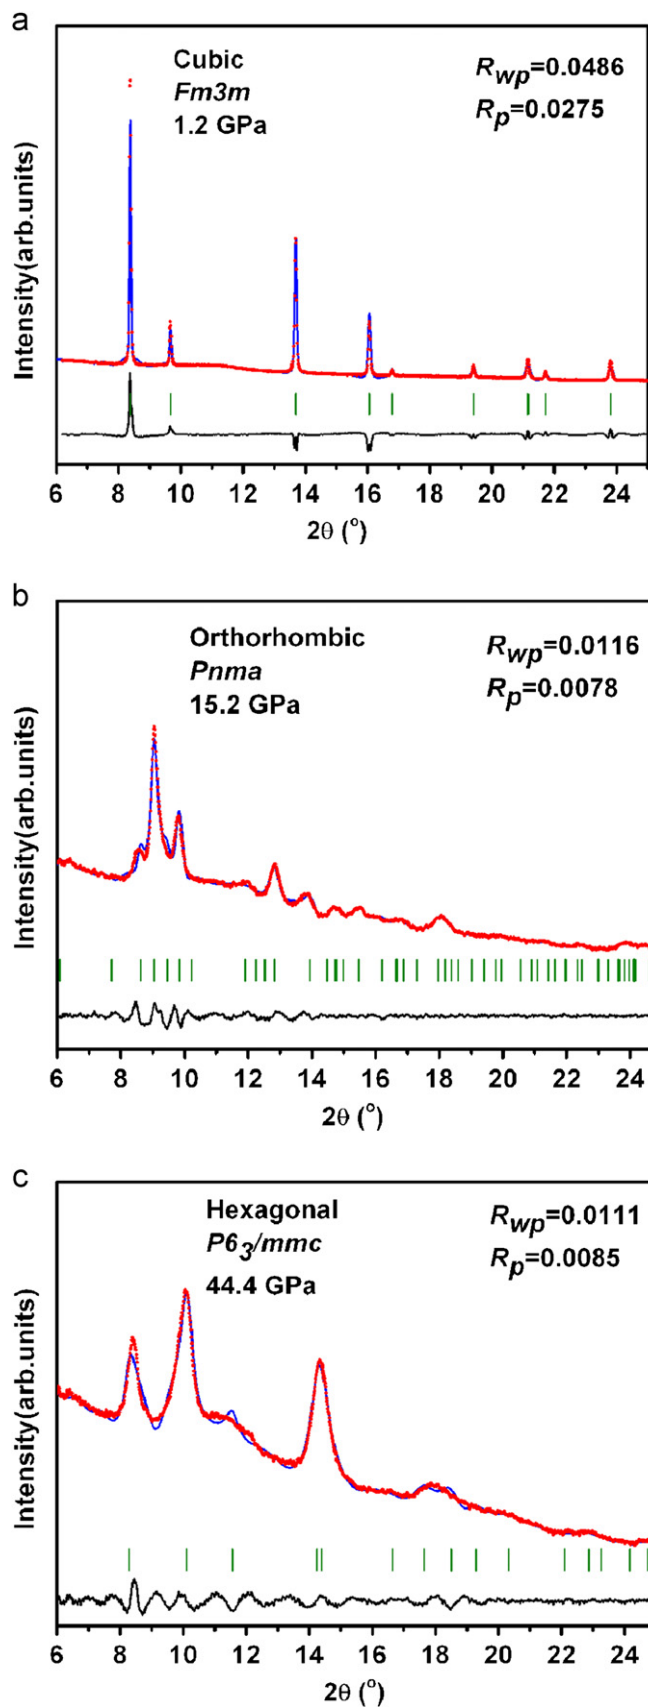 a
Cubic
Fm3m
1.2 GPa
Rwp=0.0486
Rp=0.0275
Intensity(arb.units)
6 8 10 12 14 16 18 20 22 24
2θ (°)
b
Orthorhombic
Pnma
15.2 GPa
Rwp=0.0116
Rp=0.0078
Intensity(arb.units)
6 8 10 12 14 16 18 20 22 24
2θ (°)
c
Hexagonal
P63/mmc
44.4 GPa
Rwp=0.0111
Rp=0.0085
Intensity(arb.units)
6 8 10 12 14 16 18 20 22 24
2θ (°)